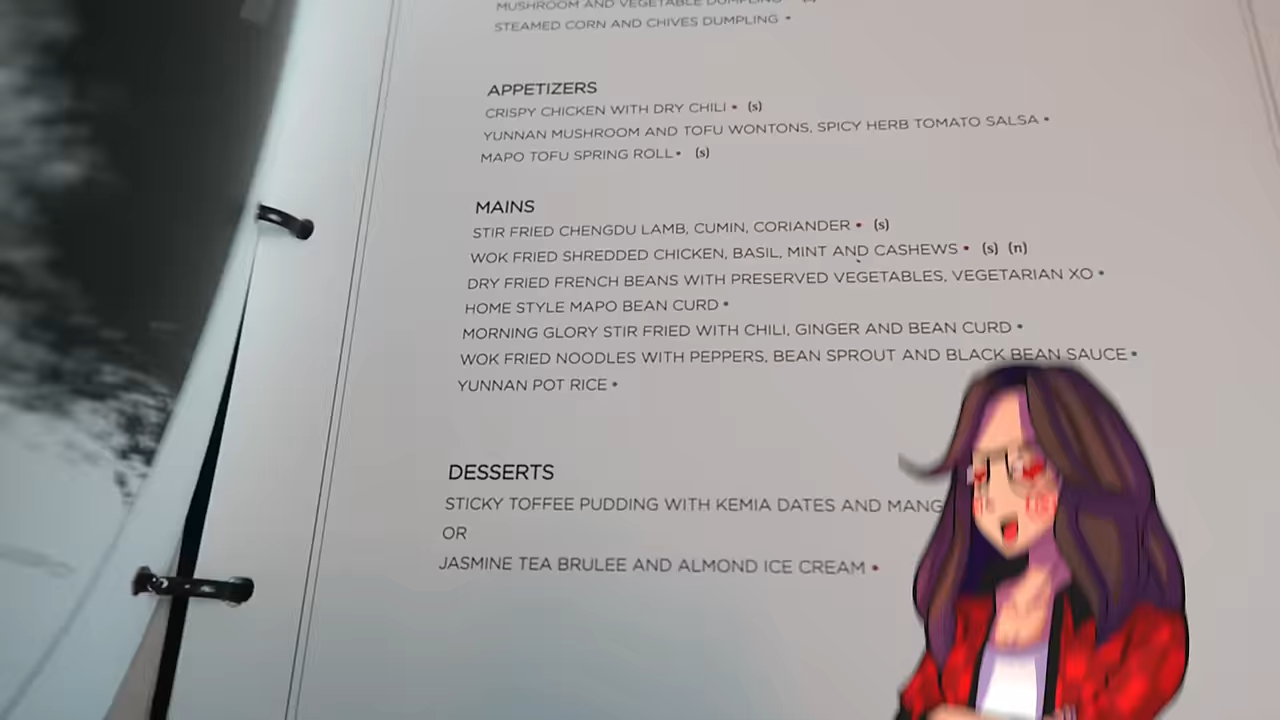 MUSHROOM AND VEGETABLE DUMPLING
STEAMED CORN AND CHIVES DUMPLING •
APPETIZERS
CRISPY CHICKEN WITH DRY CHILI • (s)
YUNNAN MUSHROOM AND TOFU WONTONS, SPICY HERB TOMATO SALSA •
MAPO TOFU SPRING ROLL • (s)
MAINS
STIR FRIED CHENGDU LAMB, CUMIN, CORIANDER • (s)
WOK FRIED SHREDDED CHICKEN, BASIL, MINT AND CASHEWS • (s) (n)
DRY FRIED FRENCH BEANS WITH PRESERVED VEGETABLES, VEGETARIAN XO •
HOME STYLE MAPO BEAN CURD •
MORNING GLORY STIR FRIED WITH CHILI, GINGER AND BEAN CURD •
WOK FRIED NOODLES WITH PEPPERS, BEAN SPROUT AND BLACK BEAN SAUCE •
YUNNAN POT RICE •
DESSERTS
STICKY TOFFEE PUDDING WITH KEMIA DATES AND
OR
JASMINE TEA BRULEE AND ALMOND ICE CREAM •